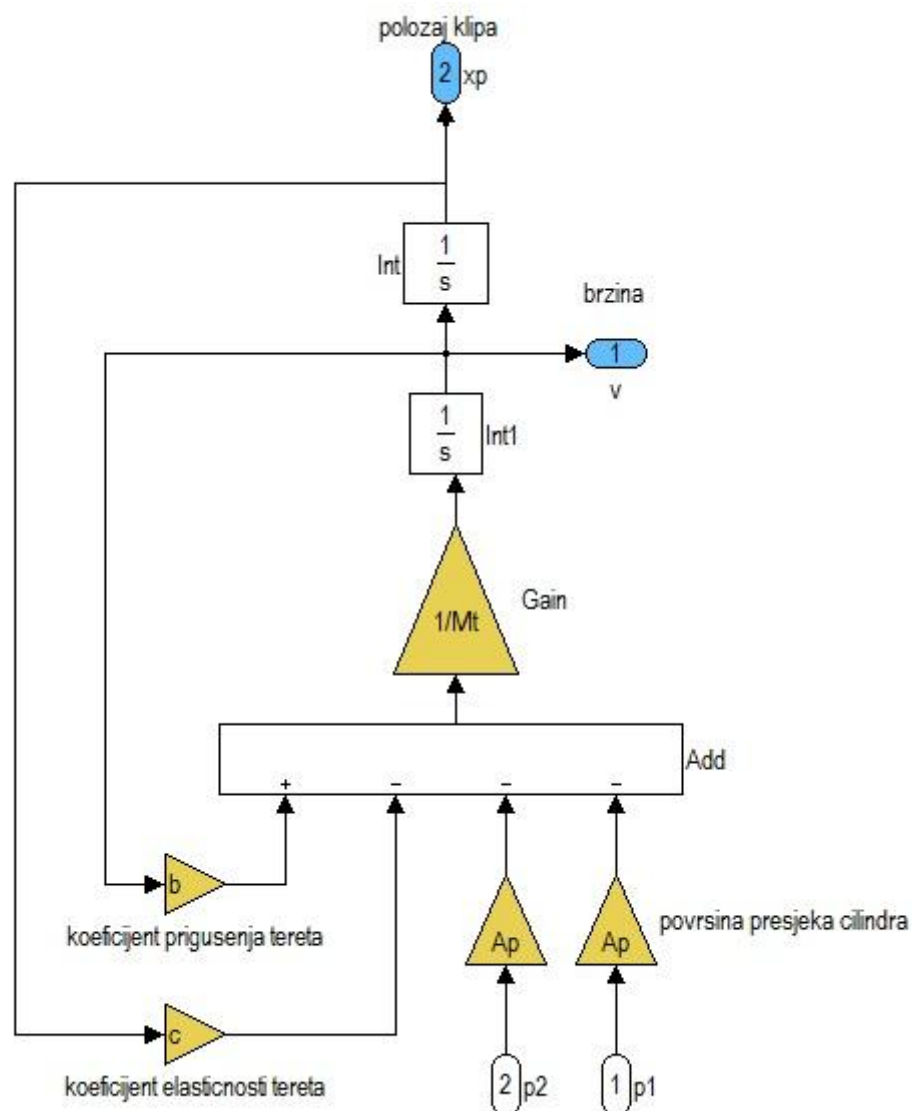 polozaj klipa
2 xp
Int
1
s
brzina
1
v
1
s
Int1
1/Mt
Gain
Add
+ - - -
b
koeficijent prigusenja tereta
Ap
Ap
povrsina presjeka cilindra
c
koeficijent elasticnosti tereta
2 p2
1 p1